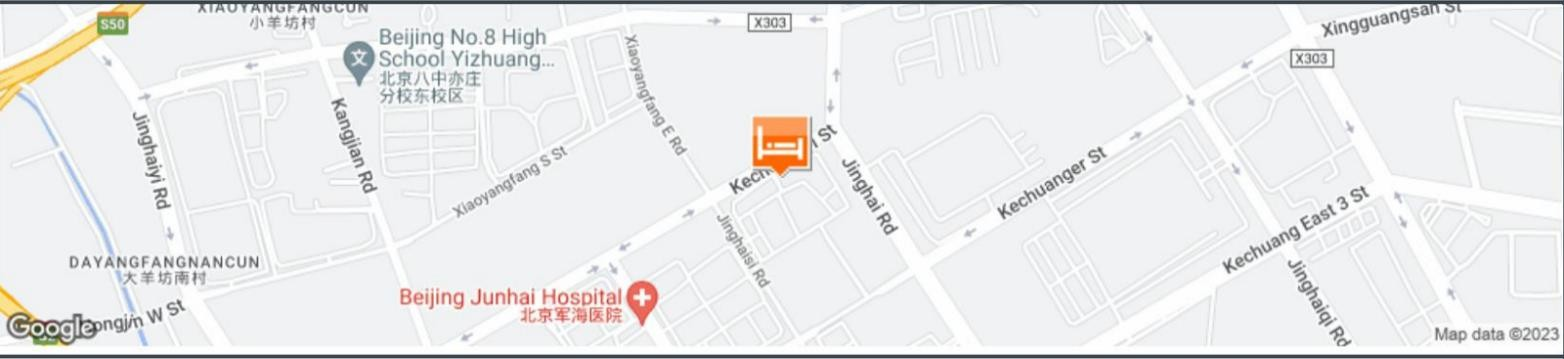 XIAOYANGFANGCUN
小羊坊村
S50
X303
Xingguangsan St
X303
Beijing No.8 High
School Yizhuang...
北京八中亦庄
分校东校区
Xiaoyangfang E Rd
Jinghaiyi Rd
Kangjian Rd
Xiaoyangfang S St
St
Jinghai Rd
Kechuanger St
Kechuang East 3 St
Jinghaisi Rd
Jinghaiqi Rd
DAYANGFANGNANCUN
大羊坊南村
Beijing Junhai Hospital
北京军海医院
W St
Google
Map data ©2023